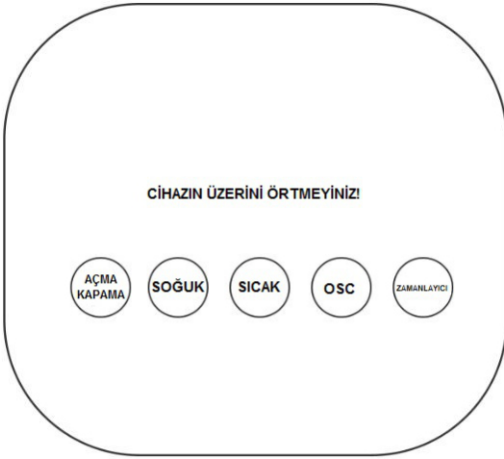 CİHAZIN ÜZERİNİ ÖRTMEYİNİZ!
AÇMA
KAPAMA
SOĞUK
SICAK
OSC
ZAMANLAYICI